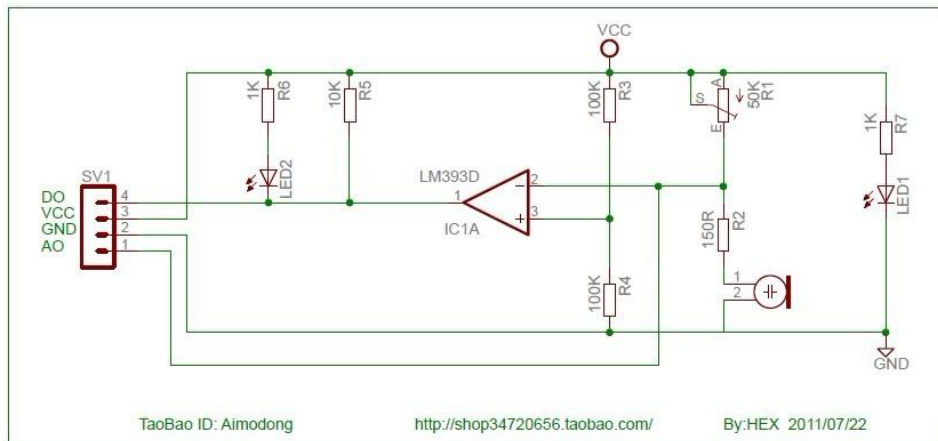 VCC
1K
R6
10K
R5
100K
R3
A
S
50K
R1
E
1K
R7
LED2
LM393D
SV1
DO
4
VCC
3
GND
2
AO
1
1
-
2
+
3
IC1A
150R
R2
LED1
100K
R4
1
2
GND
TaoBao ID: Aimodong
http://shop34720656.taobao.com/
By:HEX 2011/07/22